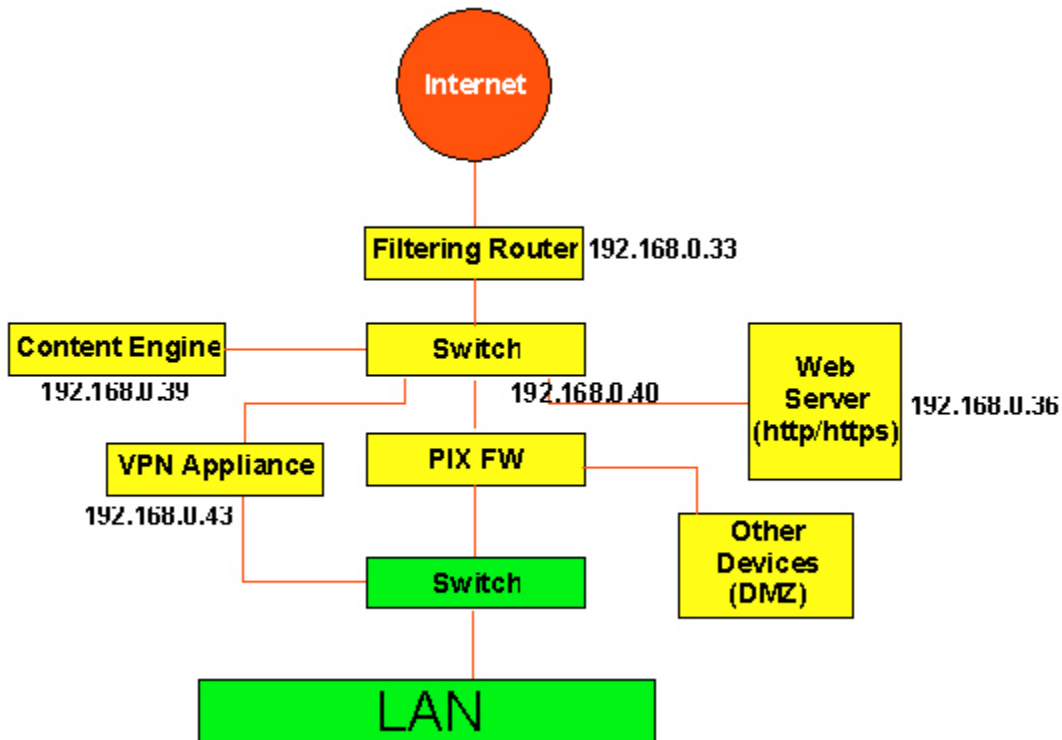 Internet
Filtering Router
192.168.0.33
Content Engine
192.168.0.39
Switch
192.168.0.40
Web
Server
(http/https)
192.168.0.36
VPN Appliance
192.168.0.43
PIX FW
Other
Devices
(DMZ)
Switch
LAN